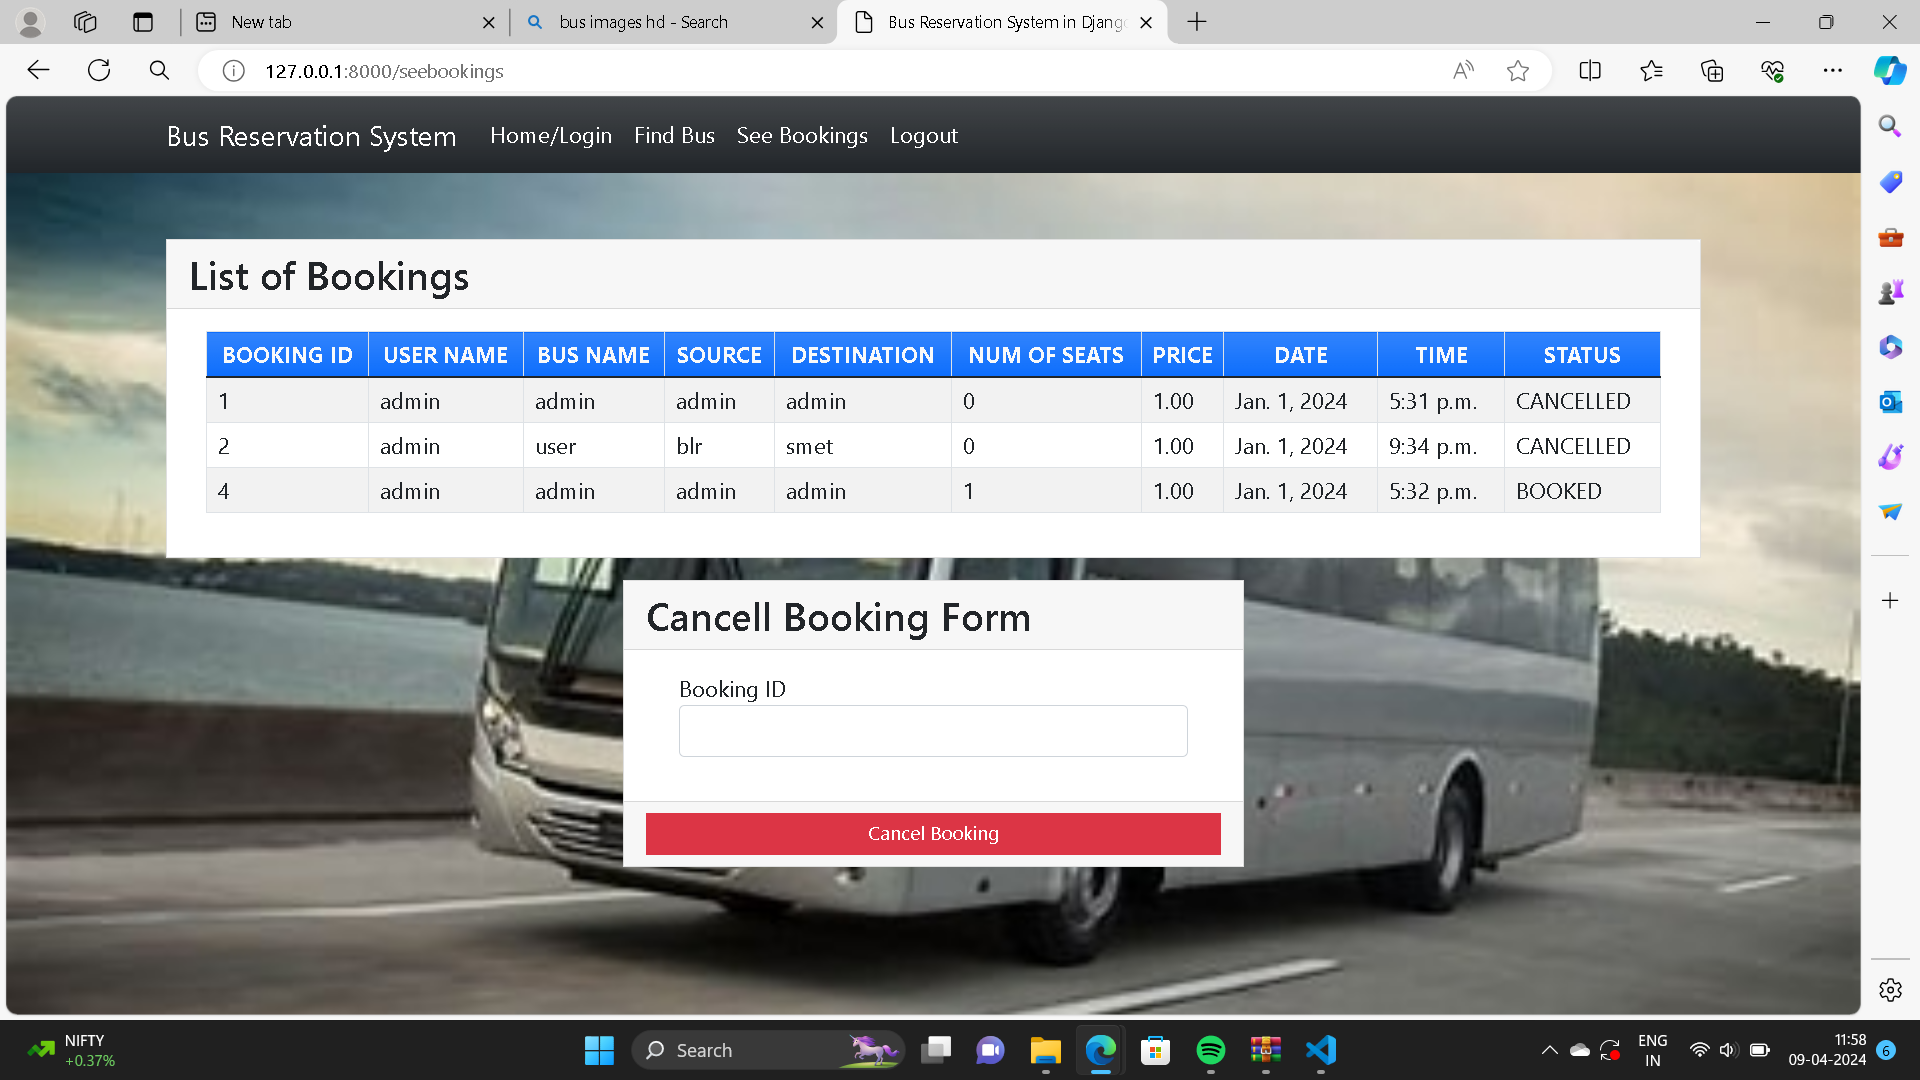 New tab
bus images hd - Search
Bus Reservation System in Djang
127.0.0.1:8000/seebookings
Bus Reservation System Home/Login Find Bus See Bookings Logout
List of Bookings
BOOKING ID USER NAME BUS NAME SOURCE DESTINATION NUM OF SEATS PRICE DATE TIME STATUS
1 admin admin admin admin 0 1.00 Jan. 1, 2024 5:31 p.m. CANCELLED
2 admin user blr smet 0 1.00 Jan. 1, 2024 9:34 p.m. CANCELLED
4 admin admin admin admin 1 1.00 Jan. 1, 2024 5:32 p.m. BOOKED
Cancell Booking Form
Booking ID
Cancel Booking
NIFTY
+0.37%
Search
ENG
IN
11:58
09-04-2024
6